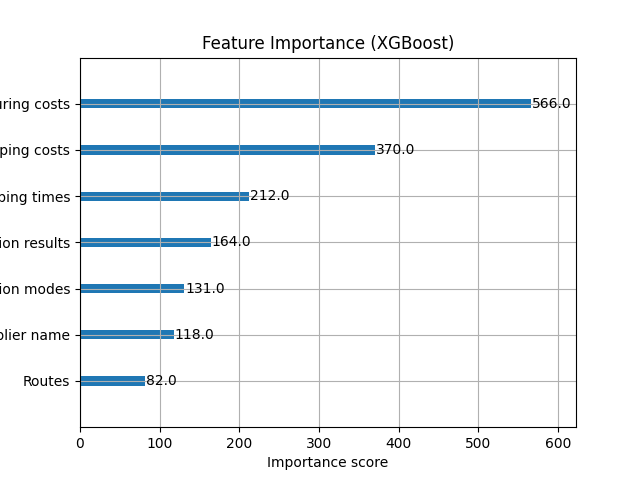 Feature Importance (XGBoost)
uring costs
566.0
ping costs
370.0
ping times
212.0
ion results
164.0
ion modes
131.0
plier name
118.0
Routes
82.0
0 100 200 300 400 500 600
Importance score